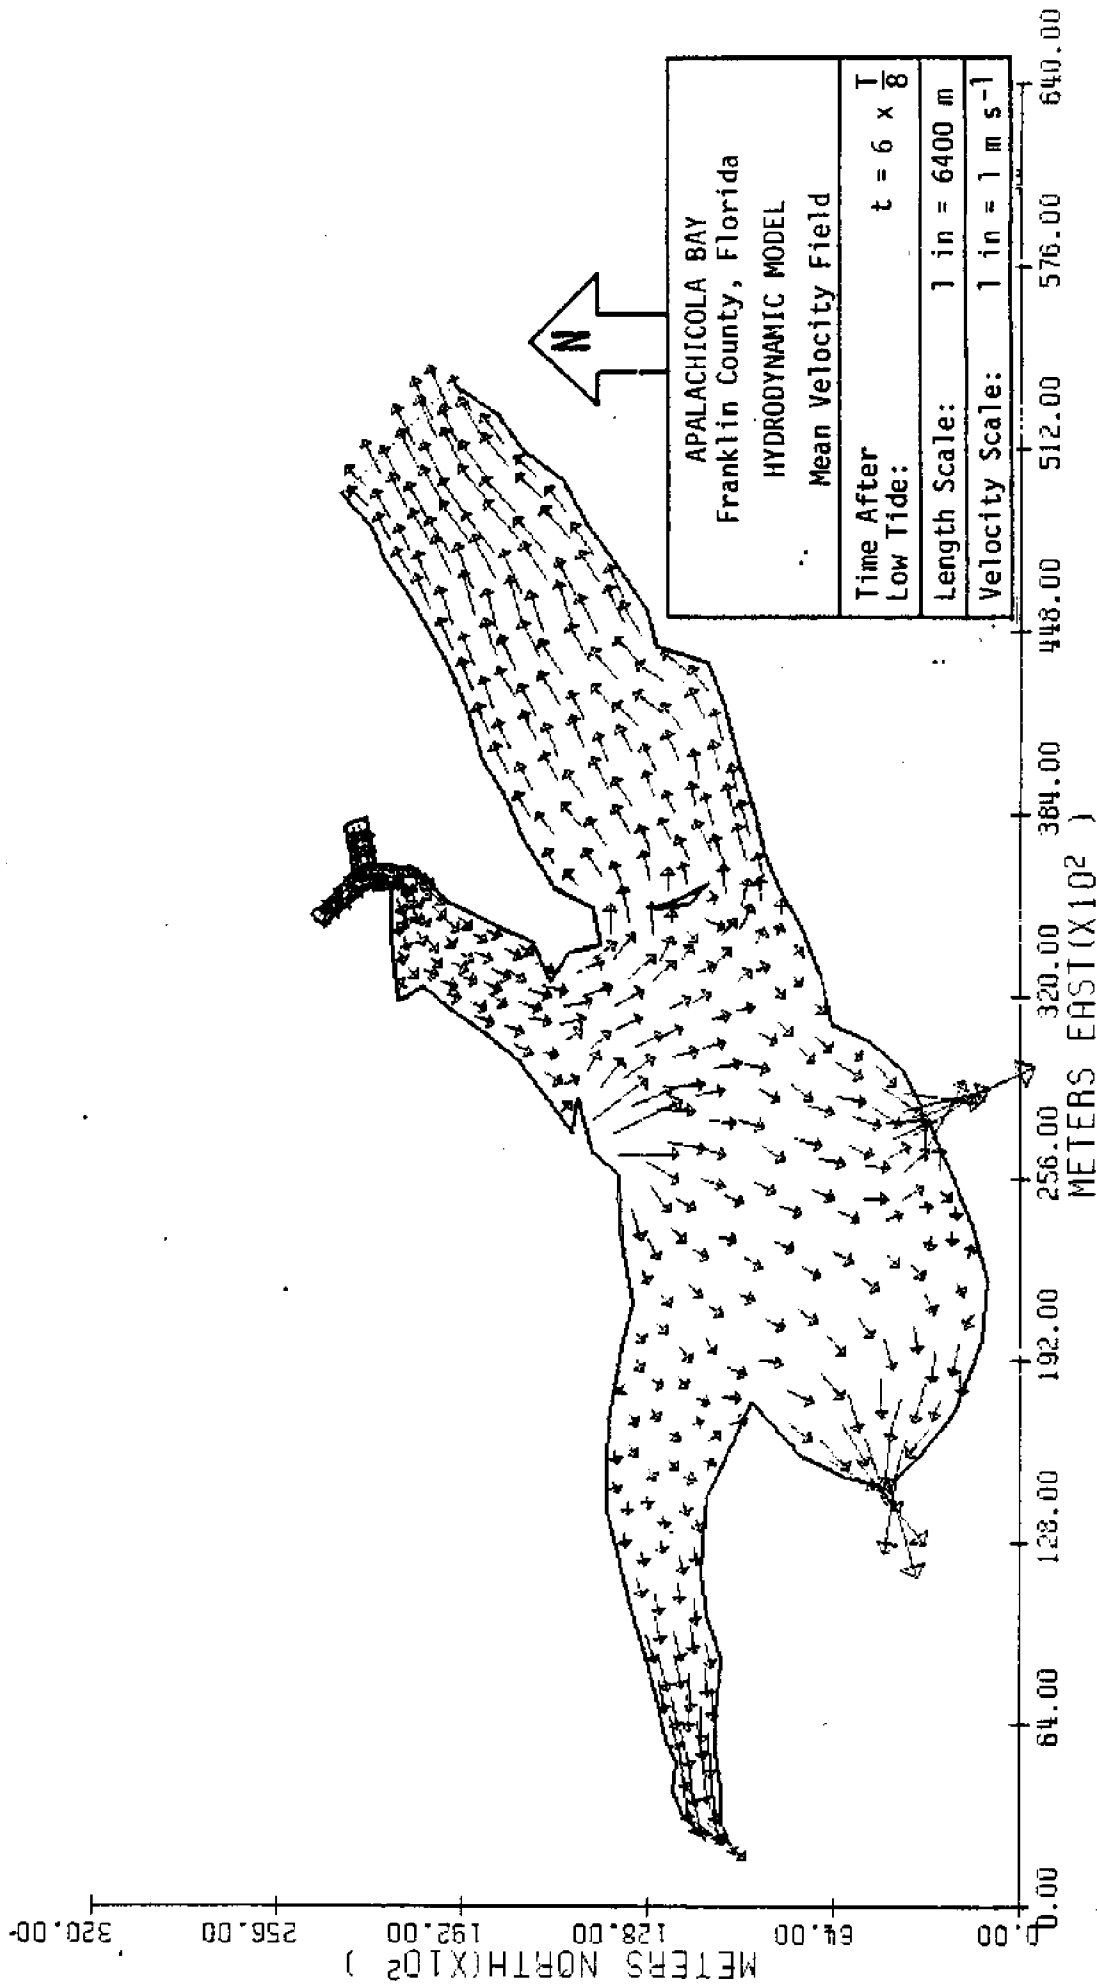 320.00
256.00
192.00
128.00
64.00
0.00
METERS NORTH(X10²)
N
APALACHICOLA BAY
Franklin County, Florida
HYDRODYNAMIC MODEL
Mean Velocity Field
Time After
Low Tide: t = 6 x T/8
Length Scale: 1 in = 6400 m
Velocity Scale: 1 in = 1 m s⁻¹
0.00 64.00 128.00 192.00 256.00 320.00 384.00 448.00 512.00 576.00 640.00
METERS EAST(X10²)